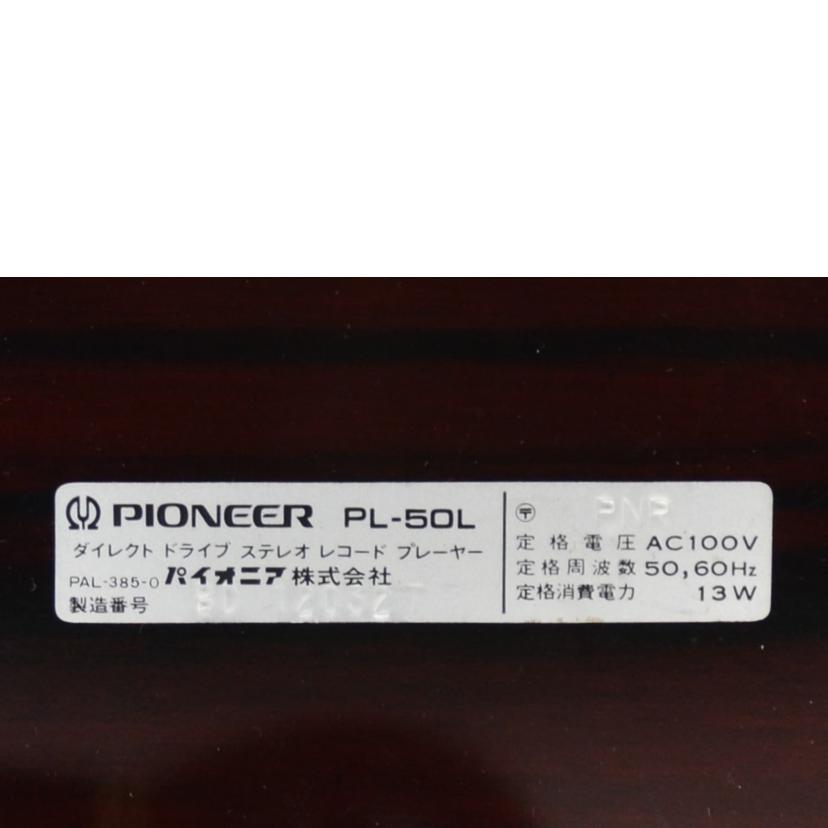 PIONEER PL-50L
ダイレクト ドライブ ステレオ レコード プレーヤー
PAL-385-0 パイオニア株式会社
製造番号
〒 PNR
定格電圧 AC100V
定格周波数 50,60Hz
定格消費電力 13W